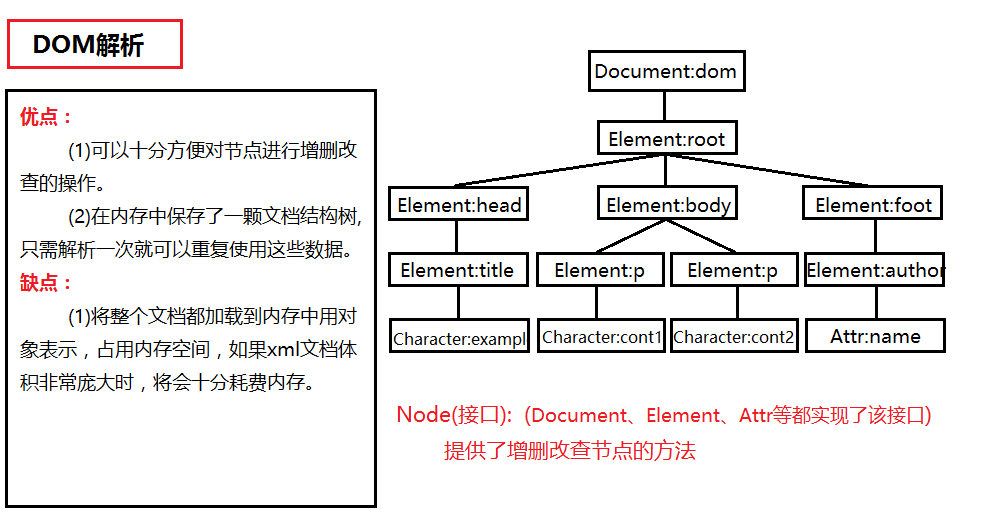 DOM解析
优点：
(1)可以十分方便对节点进行增删改
查的操作。
(2)在内存中保存了一颗文档结构树,
只需解析一次就可以重复使用这些数据。
缺点：
(1)将整个文档都加载到内存中用对
象表示，占用内存空间，如果xml文档体
积非常庞大时，将会十分耗费内存。
Document:dom
Element:root
Element:head
Element:body
Element:foot
Element:title
Element:p
Element:p
Element:author
Character:exampl
Character:cont1
Character:cont2
Attr:name
Node(接口): (Document、Element、Attr等都实现了该接口)
提供了增删改查节点的方法